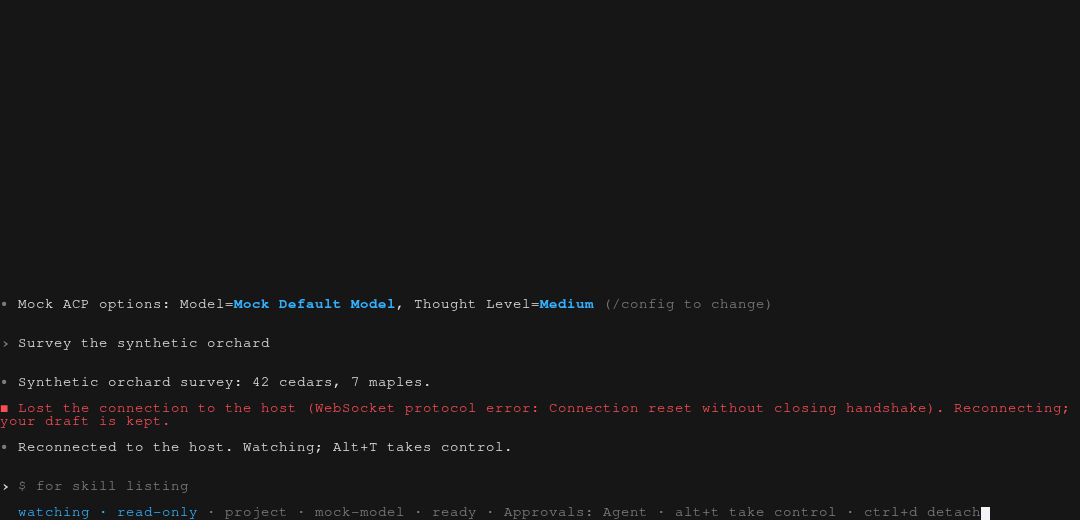 • Mock ACP options: Model=Mock Default Model, Thought Level=Medium (/config to change)
› Survey the synthetic orchard
• Synthetic orchard survey: 42 cedars, 7 maples.
■ Lost the connection to the host (WebSocket protocol error: Connection reset without closing handshake). Reconnecting;
your draft is kept.
• Reconnected to the host. Watching; Alt+T takes control.
› $ for skill listing
watching · read-only · project · mock-model · ready · Approvals: Agent · alt+t take control · ctrl+d detach